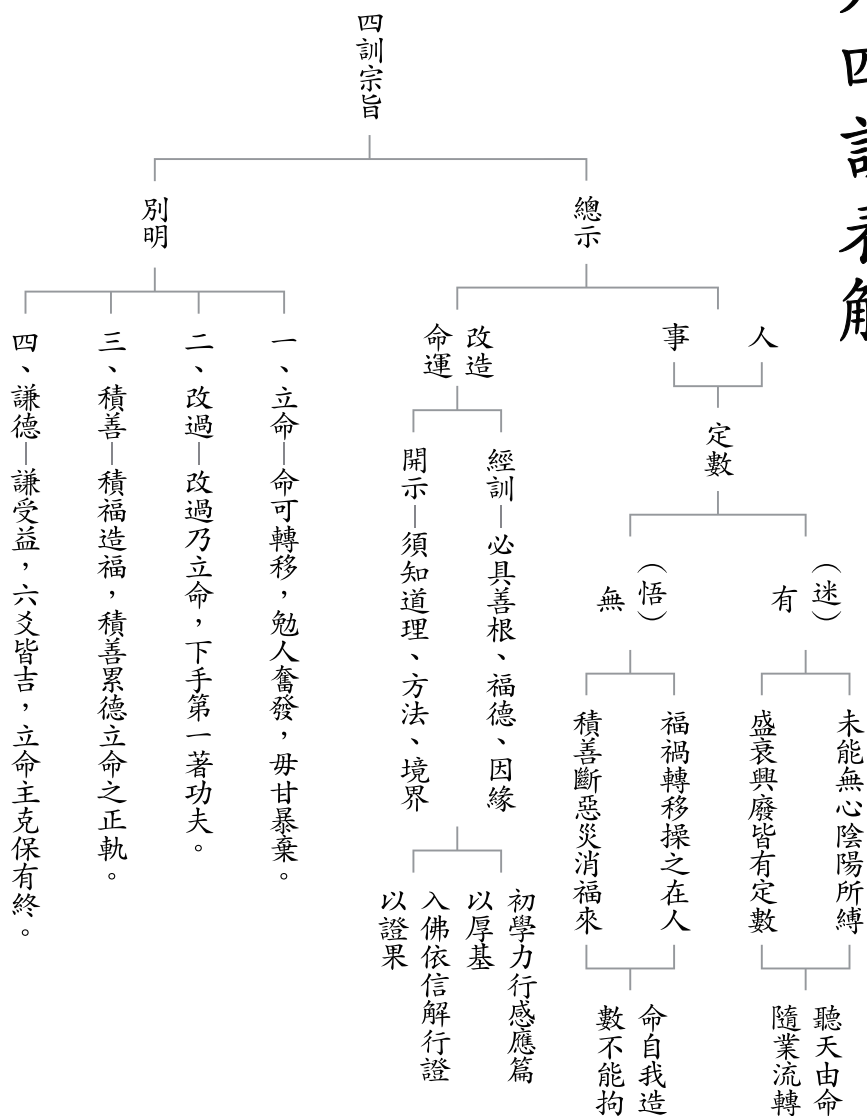 凡四訓表解
四訓宗旨
總示
人
事
定數
（迷）
有
未能無心陰陽所縛
盛衰興廢皆有定數
聽天由命
隨業流轉
（悟）
無
福禍轉移操之在人
積善斷惡災消福來
命自我造
數不能拘
改造
命運
經訓—必具善根、福德、因緣
開示—須知道理、方法、境界
初學力行感應篇
以厚基
入佛依信解行證
以證果
別明
一、立命—命可轉移，勉人奮發，毋甘暴棄。
二、改過—改過乃立命，下手第一著功夫。
三、積善—積福造福，積善累德立命之正軌。
四、謙德—謙受益，六爻皆吉，立命主克保有終。